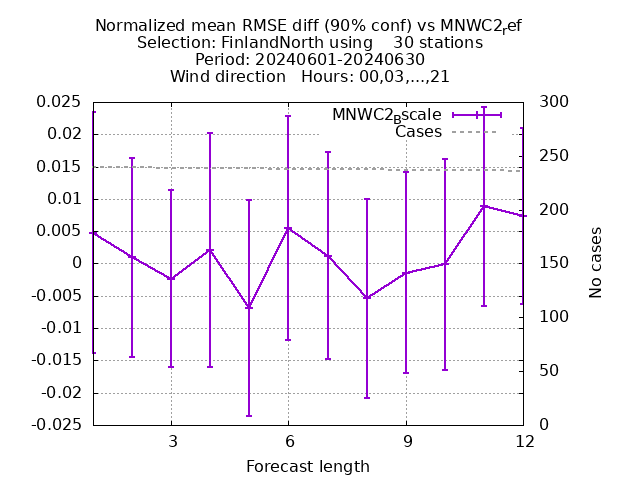 Normalized mean RMSE diff (90% conf) vs MNWC2ref
Selection: FinlandNorth using    30 stations
Period: 20240601-20240630
Wind direction   Hours: 00,03,...,21
MNWC2Bscale
Cases
0.025
0.02
0.015
0.01
0.005
0
-0.005
-0.01
-0.015
-0.02
-0.025
300
250
200
150
100
50
0
No cases
3
6
9
12
Forecast length